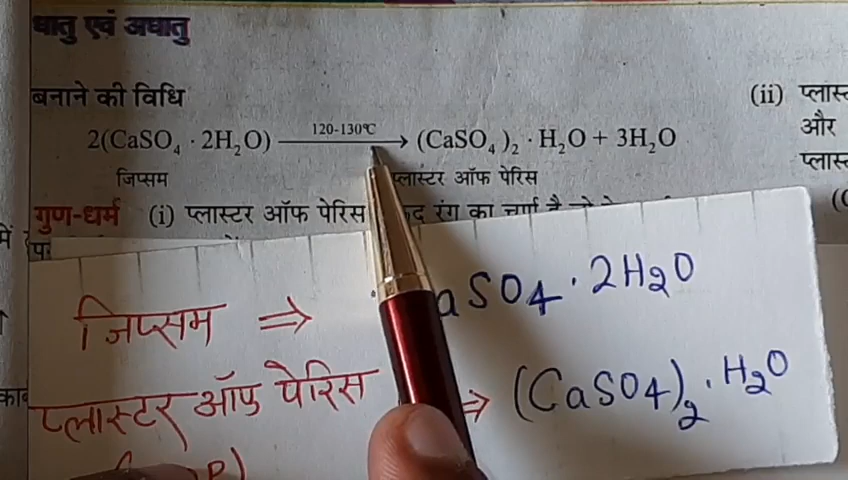 धातु एवं अधातु
बनाने की विधि
2(CaSO₄ · 2H₂O) 120-130°C → (CaSO₄)₂ · H₂O + 3H₂O
जिप्सम प्लास्टर ऑफ पेरिस
गुण-धर्म (i) प्लास्टर ऑफ पेरिस रंग का चूर्ण है
(ii)
और
जिप्सम ⇒ aSO4 · 2H2O
प्लास्टर ऑफ पेरिस ⇒ (CaSO4)2 · H2O